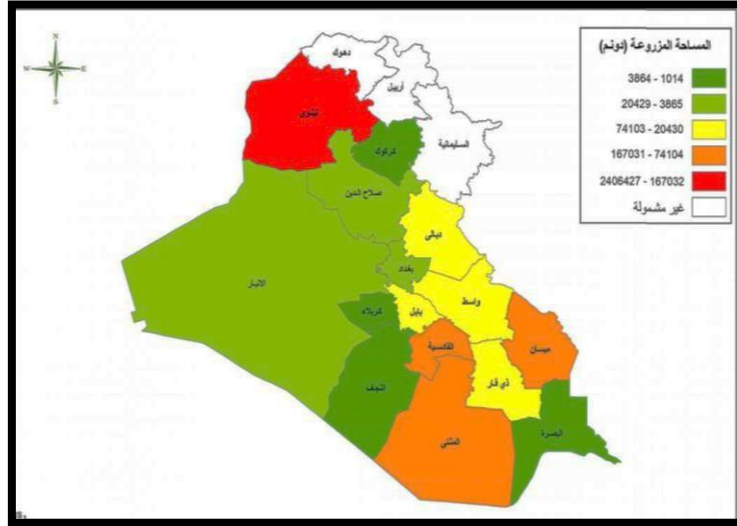 N
W E
S
المساحة المزروعة (دونم)
3864 - 1014
20429 - 3865
74103 - 20430
167031 - 74104
2406427 - 167032
غير مشمولة
دهوك
أربيل
نينوى
السليمانية
كركوك
صلاح الدين
ديالى
بغداد
الانبار
واسط
كربلاء
بابل
القادسية
ميسان
ذي قار
النجف
المثنى
البصرة